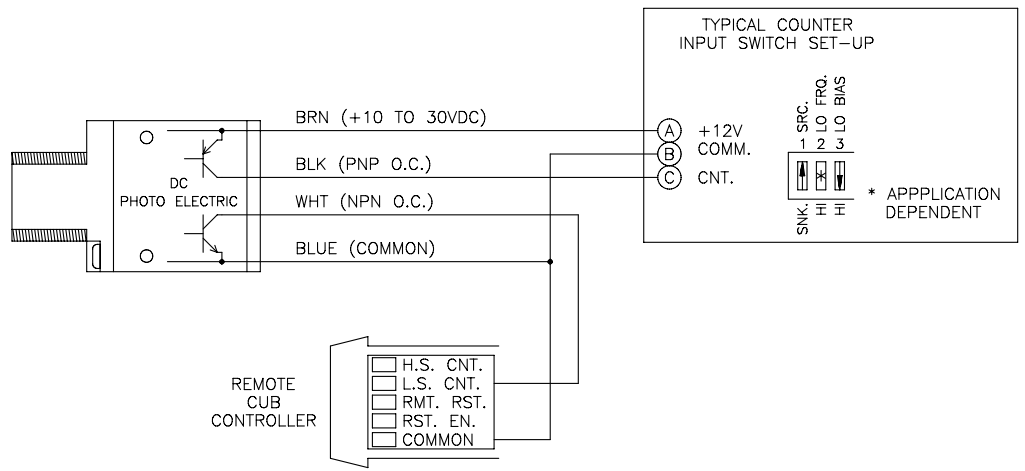 TYPICAL COUNTER
INPUT SWITCH SET-UP
BRN (+10 TO 30VDC)
BLK (PNP O.C.)
DC
PHOTO ELECTRIC
WHT (NPN O.C.)
BLUE (COMMON)
A +12V
B COMM.
C CNT.
1 SRC.
2 LO FRQ.
3 LO BIAS
*
SNK.
HI
HI
* APPPLICATION
DEPENDENT
REMOTE
CUB
CONTROLLER
H.S. CNT.
L.S. CNT.
RMT. RST.
RST. EN.
COMMON